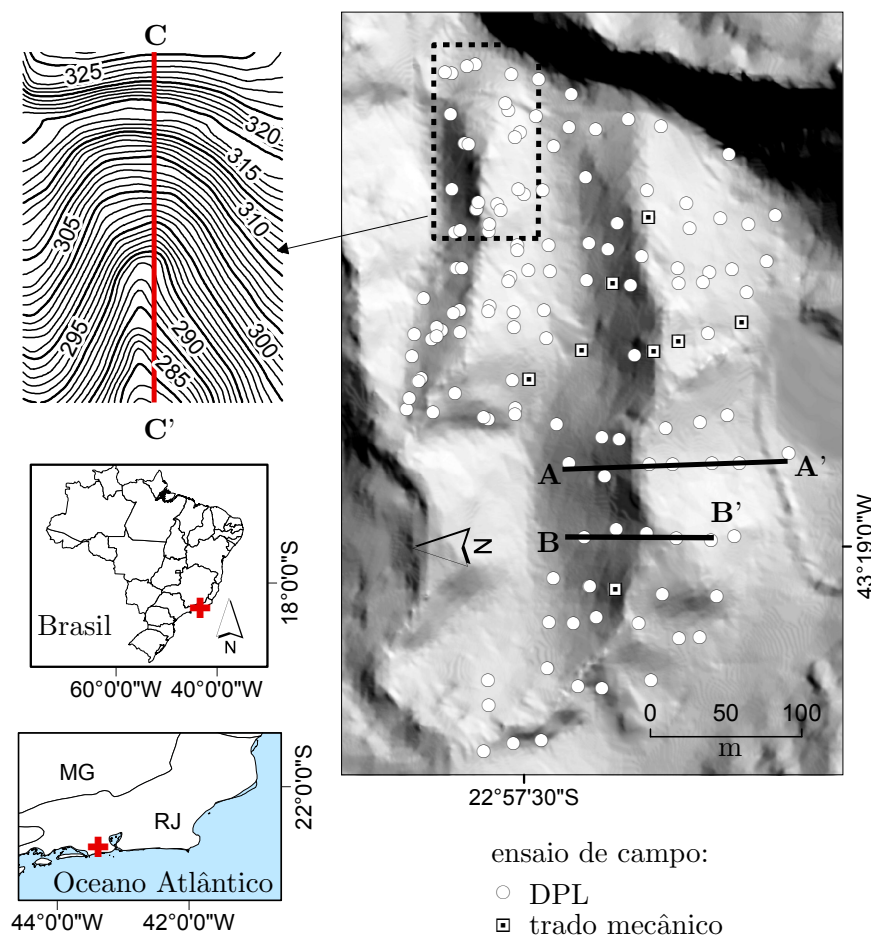 C
325
320
315
310
305
300
295
290
285
C'
A
A'
B
B'
N
0 50 100
m
43°19'0"W
22°57'30"S
Brasil
N
18°0'0"S
60°0'0"W 40°0'0"W
MG
RJ
Oceano Atlântico
22°0'0"S
44°0'0"W 42°0'0"W
ensaio de campo:
DPL
trado mecânico